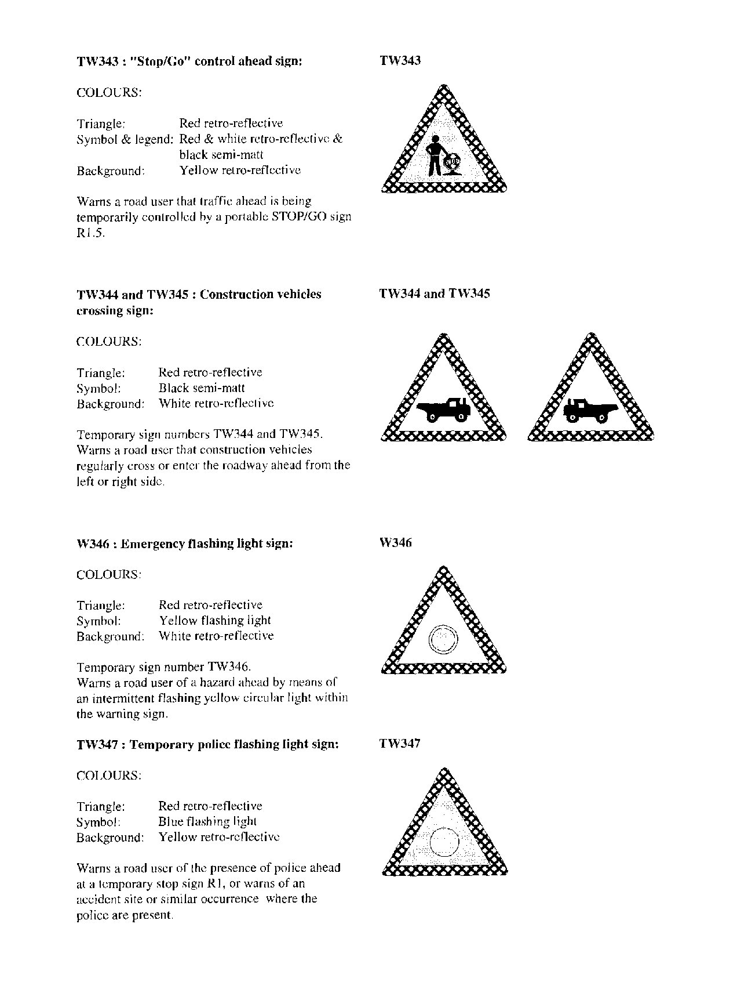 TW343 : "Stop/Go" control ahead sign:
TW343
COLOURS:
Triangle: Red retro-reflective
Symbol & legend: Red & white retro-reflective &
black semi-matt
Background: Yellow retro-reflective
STOP
Warns a road user that traffic ahead is being
temporarily controlled by a portable STOP/GO sign
R1.5.
TW344 and TW345 : Construction vehicles
crossing sign:
TW344 and TW345
COLOURS:
Triangle: Red retro-reflective
Symbol: Black semi-matt
Background: White retro-reflective
Temporary sign numbers TW344 and TW345.
Warns a road user that construction vehicles
regularly cross or enter the roadway ahead from the
left or right side.
W346 : Emergency flashing light sign:
W346
COLOURS:
Triangle: Red retro-reflective
Symbol: Yellow flashing light
Background: White retro-reflective
Temporary sign number TW346.
Warns a road user of a hazard ahead by means of
an intermittent flashing yellow circular light within
the warning sign.
TW347 : Temporary police flashing light sign:
TW347
COLOURS:
Triangle: Red retro-reflective
Symbol: Blue flashing light
Background: Yellow retro-reflective
Warns a road user of the presence of police ahead
at a temporary stop sign R1, or warns of an
accident site or similar occurrence where the
police are present.